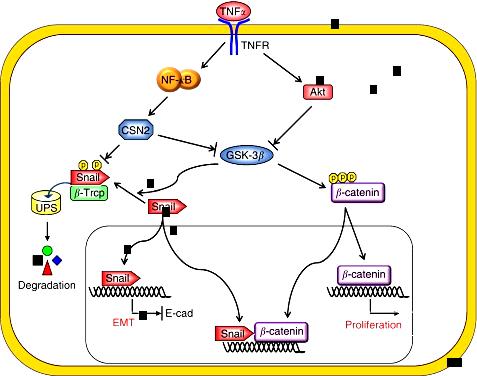 TNFα
TNFR
NF-κB
Akt
CSN2
GSK-3β
P P
Snail
β-Trcp
P P P
β-catenin
UPS
Snail
Degradation
Snail
β-catenin
EMT
E-cad
Snail
β-catenin
Proliferation